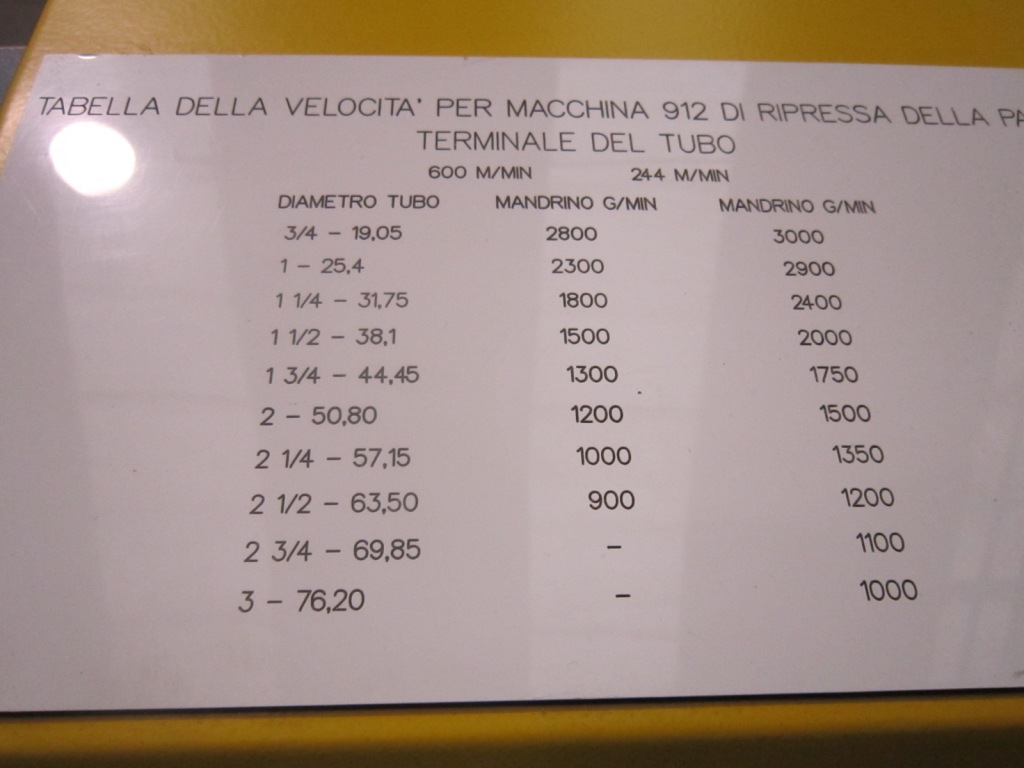 TABELLA DELLA VELOCITA' PER MACCHINA 912 DI RIPRESSA DELLA PA
TERMINALE DEL TUBO
600 M/MIN 244 M/MIN
DIAMETRO TUBO MANDRINO G/MIN MANDRINO G/MIN
3/4 - 19,05 2800 3000
1 - 25,4 2300 2900
1 1/4 - 31,75 1800 2400
1 1/2 - 38,1 1500 2000
1 3/4 - 44,45 1300 1750
2 - 50,80 1200 1500
2 1/4 - 57,15 1000 1350
2 1/2 - 63,50 900 1200
2 3/4 - 69,85 - 1100
3 - 76,20 - 1000